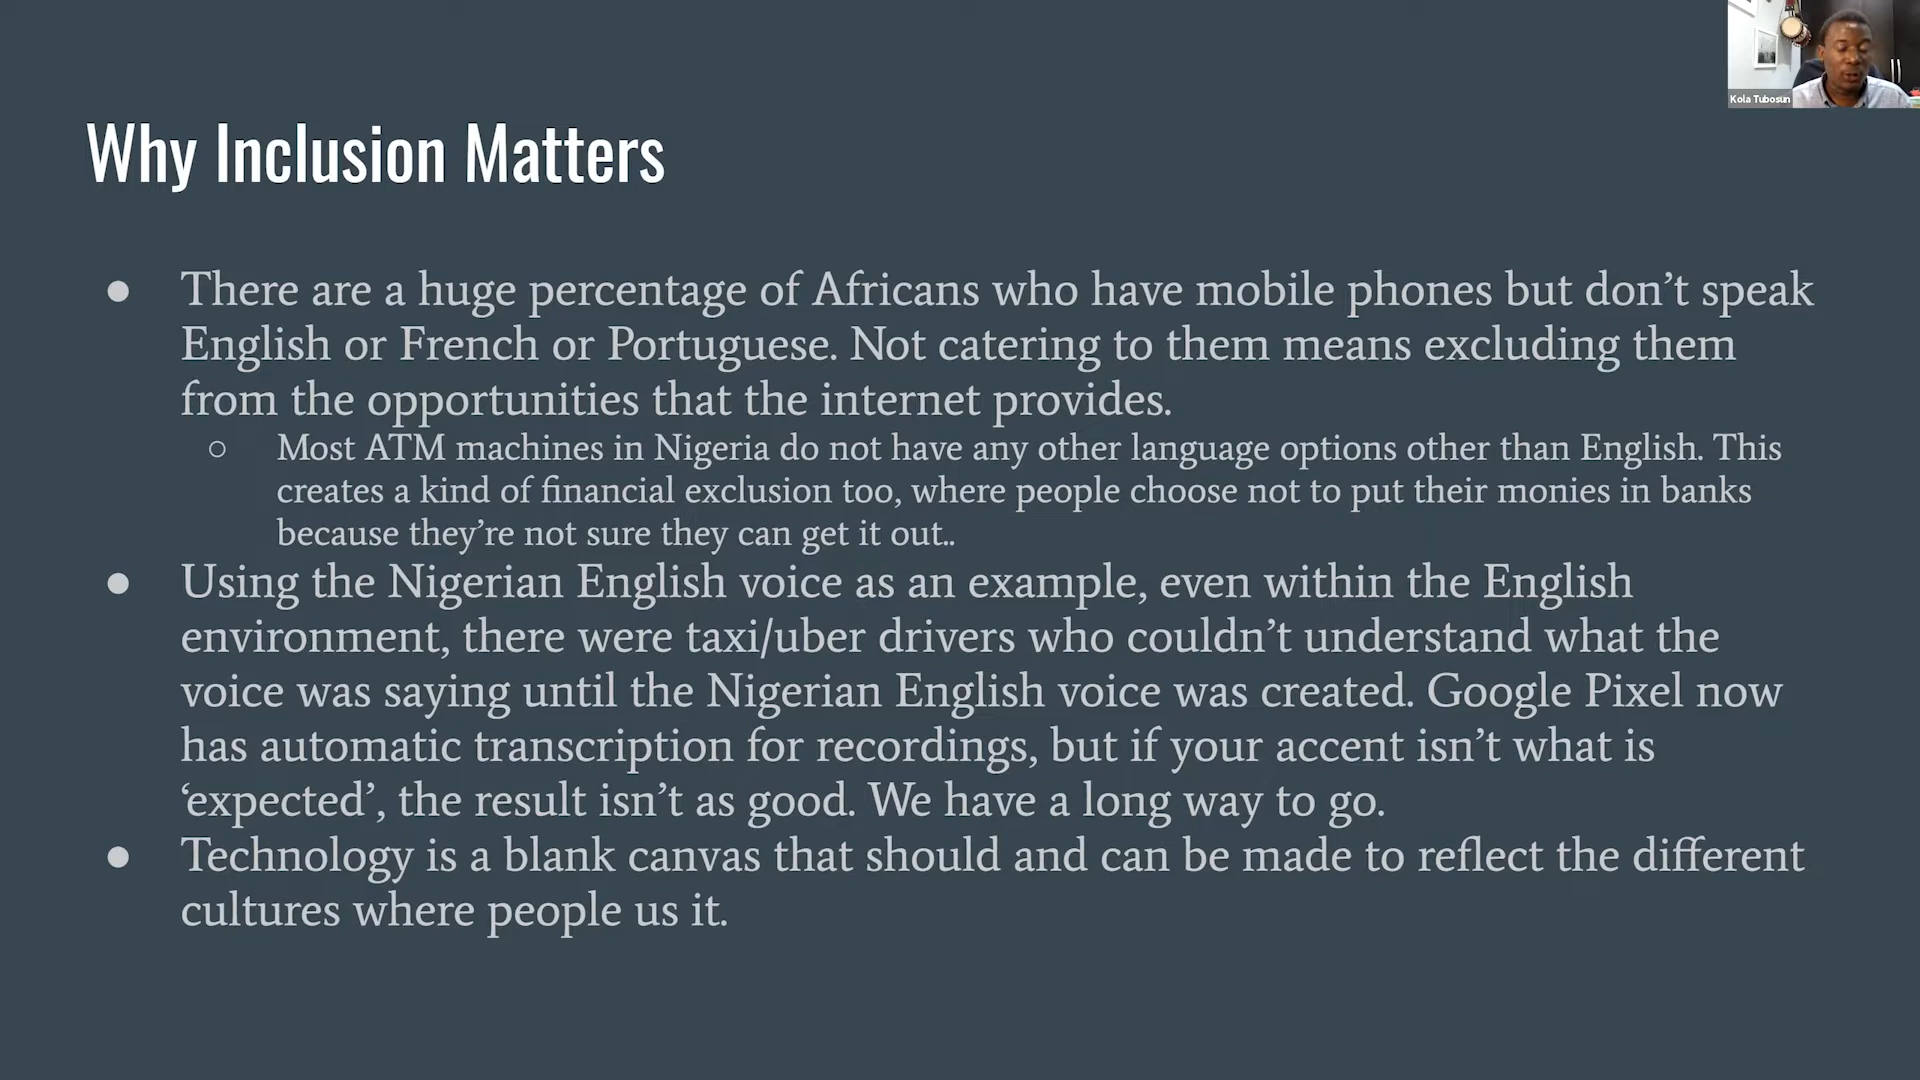 Kola Tubosun
Why Inclusion Matters
● There are a huge percentage of Africans who have mobile phones but don’t speak
English or French or Portuguese. Not catering to them means excluding them
from the opportunities that the internet provides.
○ Most ATM machines in Nigeria do not have any other language options other than English. This
creates a kind of financial exclusion too, where people choose not to put their monies in banks
because they’re not sure they can get it out..
● Using the Nigerian English voice as an example, even within the English
environment, there were taxi/uber drivers who couldn’t understand what the
voice was saying until the Nigerian English voice was created. Google Pixel now
has automatic transcription for recordings, but if your accent isn’t what is
‘expected’, the result isn’t as good. We have a long way to go.
● Technology is a blank canvas that should and can be made to reflect the different
cultures where people us it.